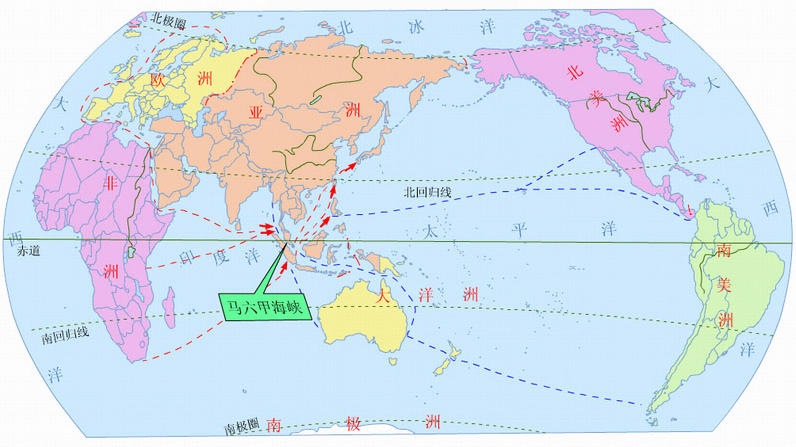 北极圈
北冰洋
欧洲
亚洲
北美洲
大
大
非洲
北回归线
西
西
太平洋
赤道
印度洋
南美洲
马六甲海峡
大洋洲
南回归线
洋
洋
南极圈
南极洲